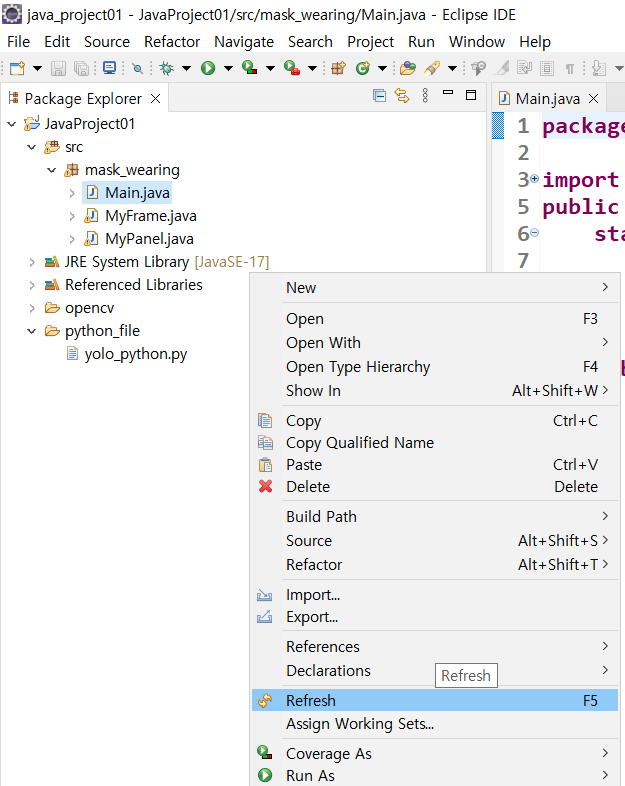 java_project01 - JavaProject01/src/mask_wearing/Main.java - Eclipse IDE
File Edit Source Refactor Navigate Search Project Run Window Help
Package Explorer
JavaProject01
src
mask_wearing
Main.java
MyFrame.java
MyPanel.java
JRE System Library [JavaSE-17]
Referenced Libraries
opencv
python_file
yolo_python.py
Main.java
1 package
2
3 import
5 public
6 sta
7
New
Open F3
Open With
Open Type Hierarchy F4
Show In Alt+Shift+W
Copy Ctrl+C
Copy Qualified Name
Paste Ctrl+V
Delete Delete
Build Path
Source Alt+Shift+S
Refactor Alt+Shift+T
Import...
Export...
References
Declarations
Refresh
Refresh F5
Assign Working Sets...
Coverage As
Run As